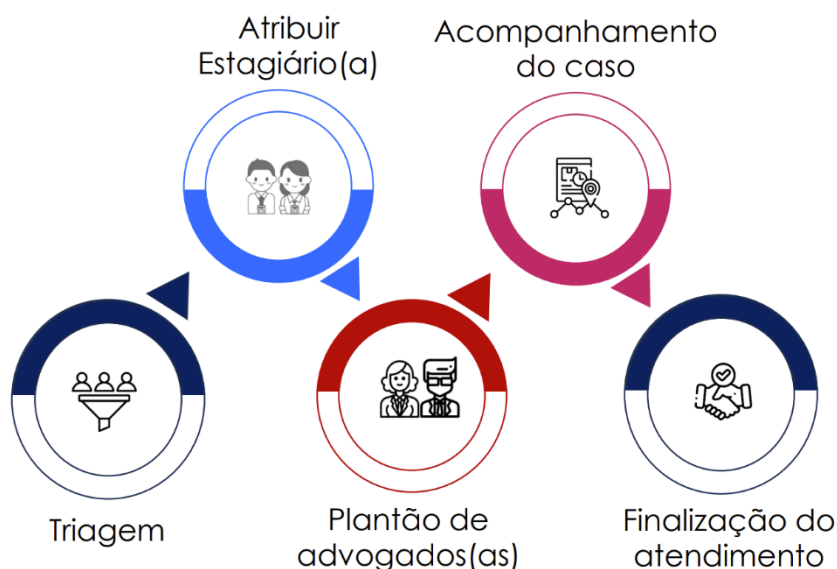 Atribuir
Estagiário(a)
Acompanhamento
do caso
Triagem
Plantão de
advogados(as)
Finalização do
atendimento